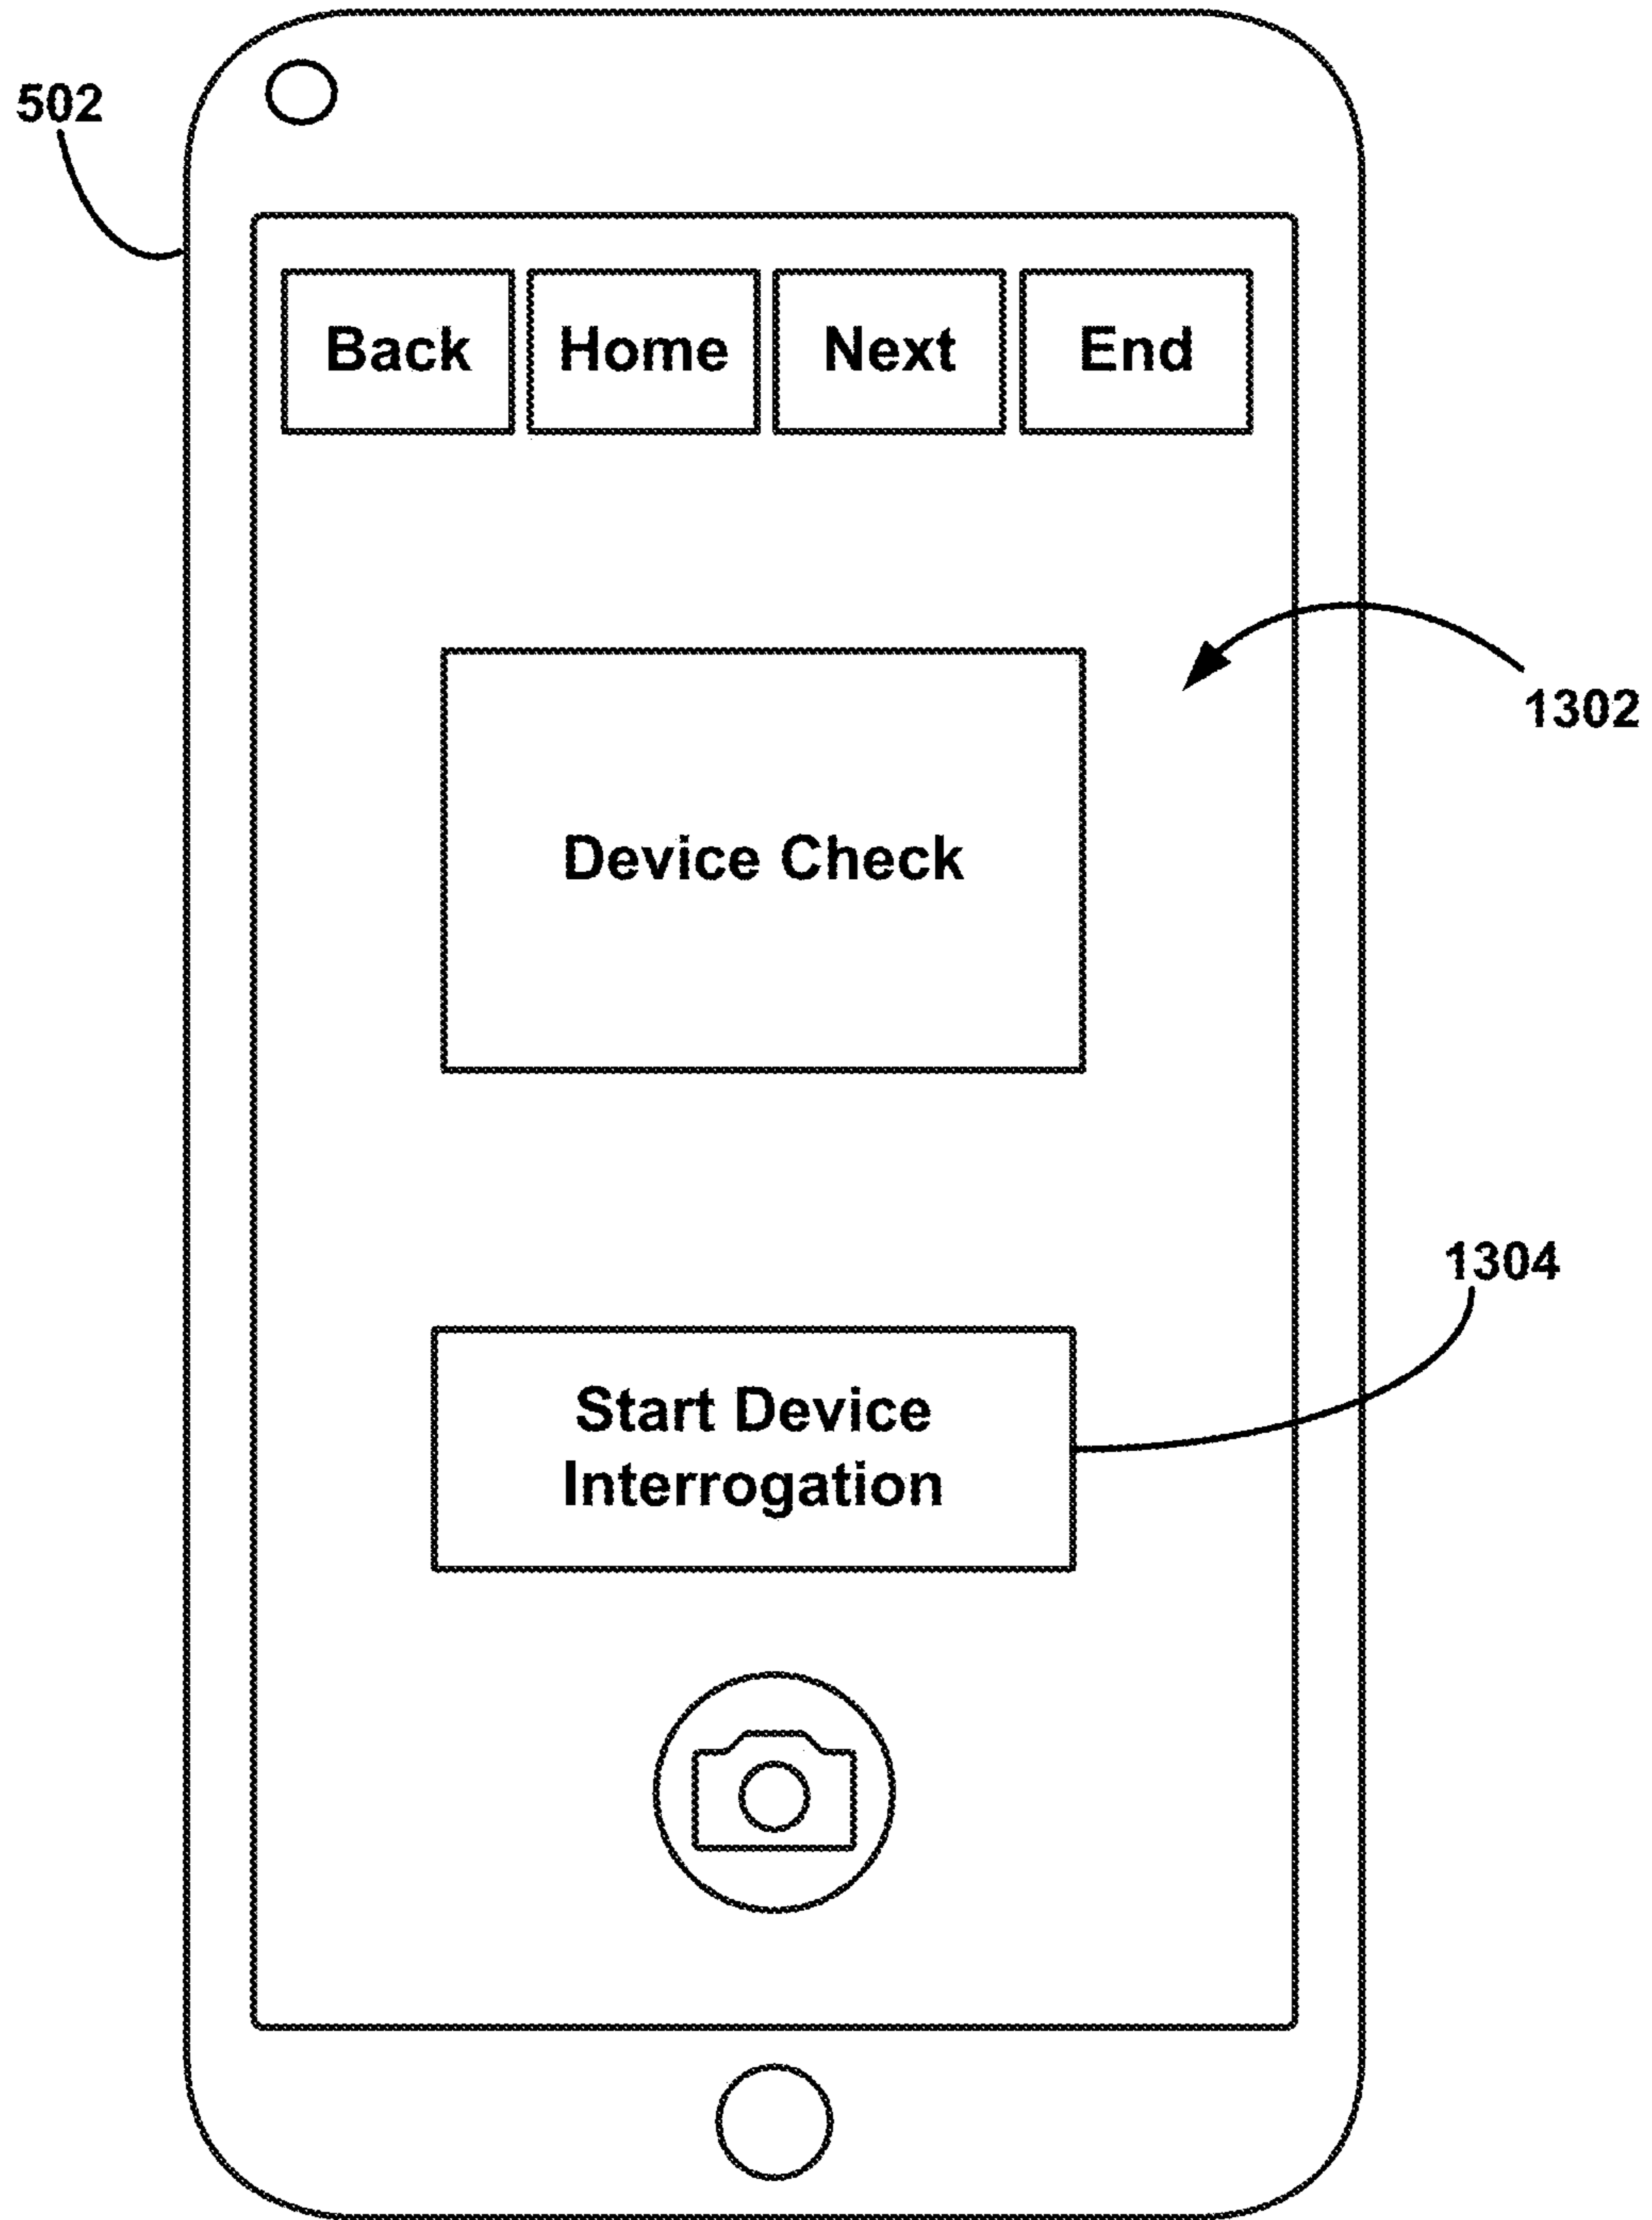 502
Back
Home
Next
End
1302
Device Check
1304
Start Device
Interrogation